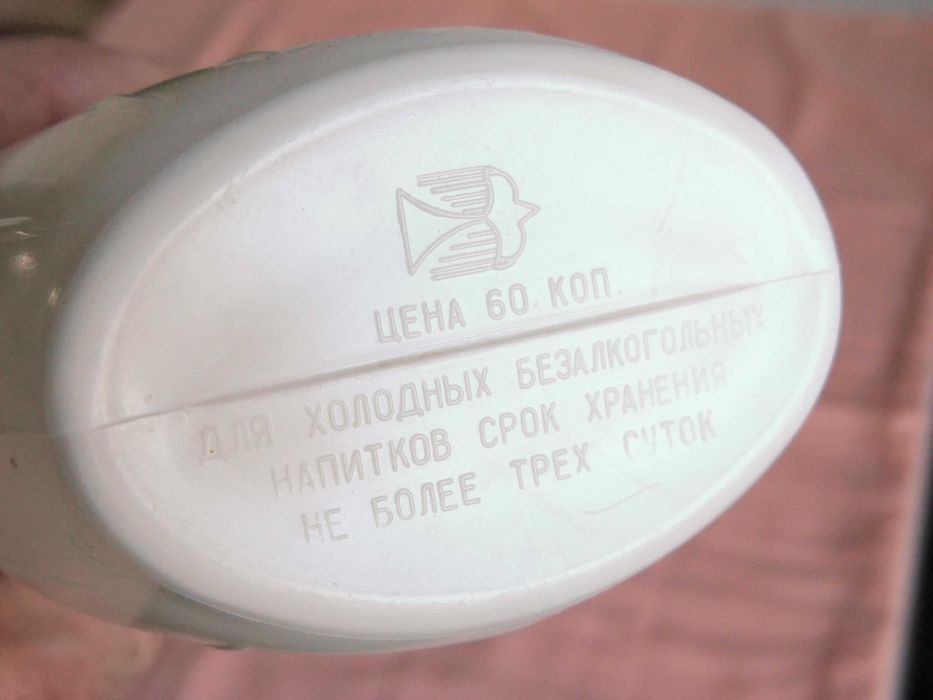 ЦЕНА 60 КОП.
ДЛЯ ХОЛОДНЫХ БЕЗАЛКОГОЛЬНЫХ
НАПИТКОВ СРОК ХРАНЕНИЯ
НЕ БОЛЕЕ ТРЕХ СУТОК